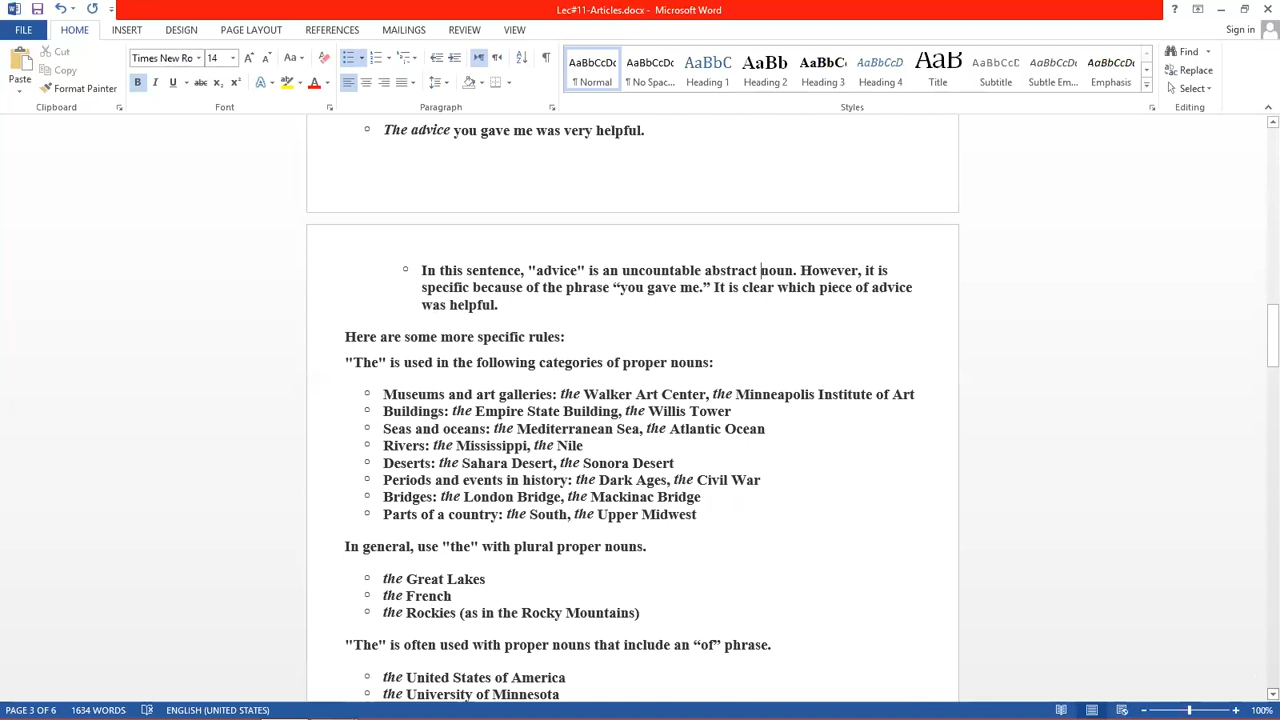 Lec#11-Articles.docx - Microsoft Word
FILE HOME INSERT DESIGN PAGE LAYOUT REFERENCES MAILINGS REVIEW VIEW Sign in
Paste
Cut
Copy
Format Painter
Clipboard
Times New Ro 14
Font
Paragraph
AaBbCcDc AaBbCcDc AaBbC AaBb AaBbC AaBbCcD AaBb AaBbCcD AaBbCcDc AaBbCcDc
¶ Normal ¶ No Spac... Heading 1 Heading 2 Heading 3 Heading 4 Title Subtitle Subtle Em... Emphasis
Styles
Find
Replace
Select
Editing
The advice you gave me was very helpful.
In this sentence, "advice" is an uncountable abstract noun. However, it is
specific because of the phrase “you gave me.” It is clear which piece of advice
was helpful.
Here are some more specific rules:
"The" is used in the following categories of proper nouns:
Museums and art galleries: the Walker Art Center, the Minneapolis Institute of Art
Buildings: the Empire State Building, the Willis Tower
Seas and oceans: the Mediterranean Sea, the Atlantic Ocean
Rivers: the Mississippi, the Nile
Deserts: the Sahara Desert, the Sonora Desert
Periods and events in history: the Dark Ages, the Civil War
Bridges: the London Bridge, the Mackinac Bridge
Parts of a country: the South, the Upper Midwest
In general, use "the" with plural proper nouns.
the Great Lakes
the French
the Rockies (as in the Rocky Mountains)
"The" is often used with proper nouns that include an “of” phrase.
the United States of America
the University of Minnesota
PAGE 3 OF 6 1634 WORDS ENGLISH (UNITED STATES) 100%